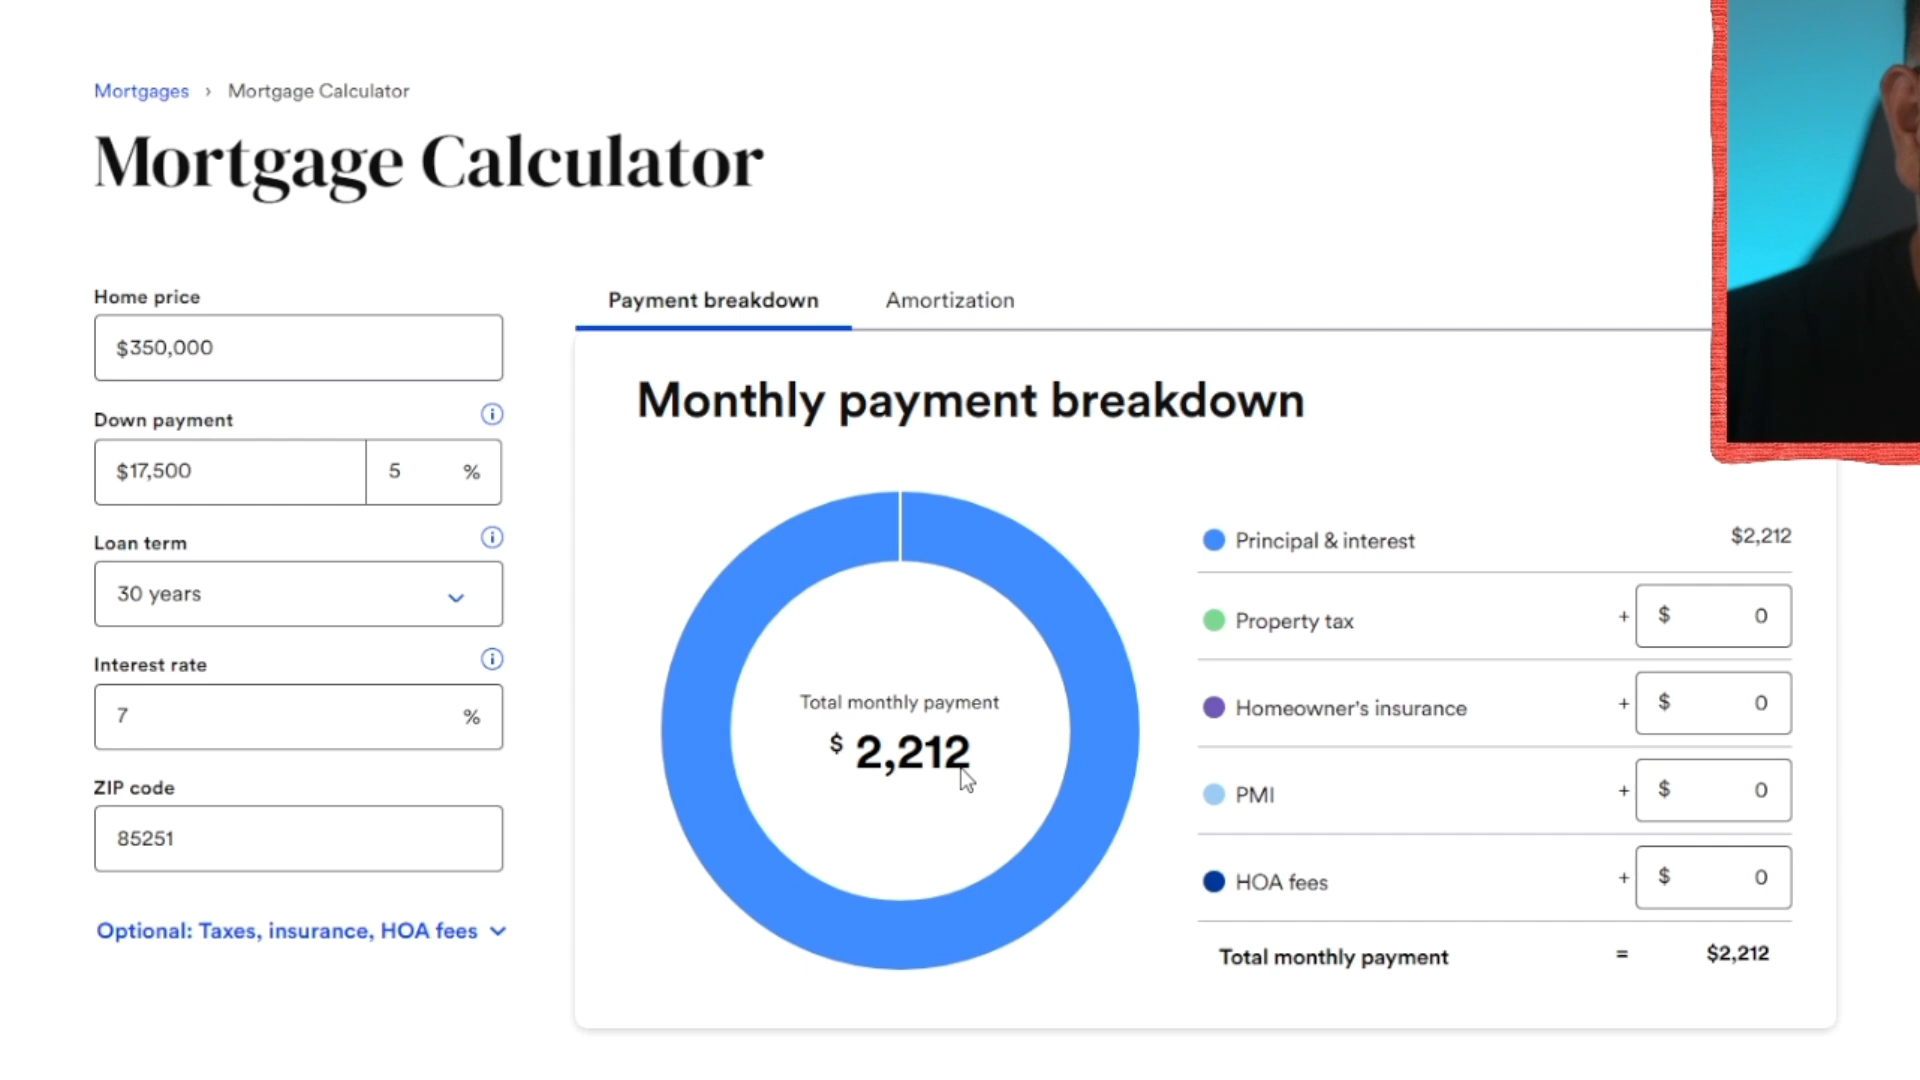 Mortgages › Mortgage Calculator
Mortgage Calculator
Home price
$350,000
Down payment
$17,500 5 %
Loan term
30 years
Interest rate
7 %
ZIP code
85251
Optional: Taxes, insurance, HOA fees
Payment breakdown Amortization
Monthly payment breakdown
Total monthly payment
$ 2,212
Principal & interest $2,212
Property tax + $ 0
Homeowner's insurance + $ 0
PMI + $ 0
HOA fees + $ 0
Total monthly payment = $2,212